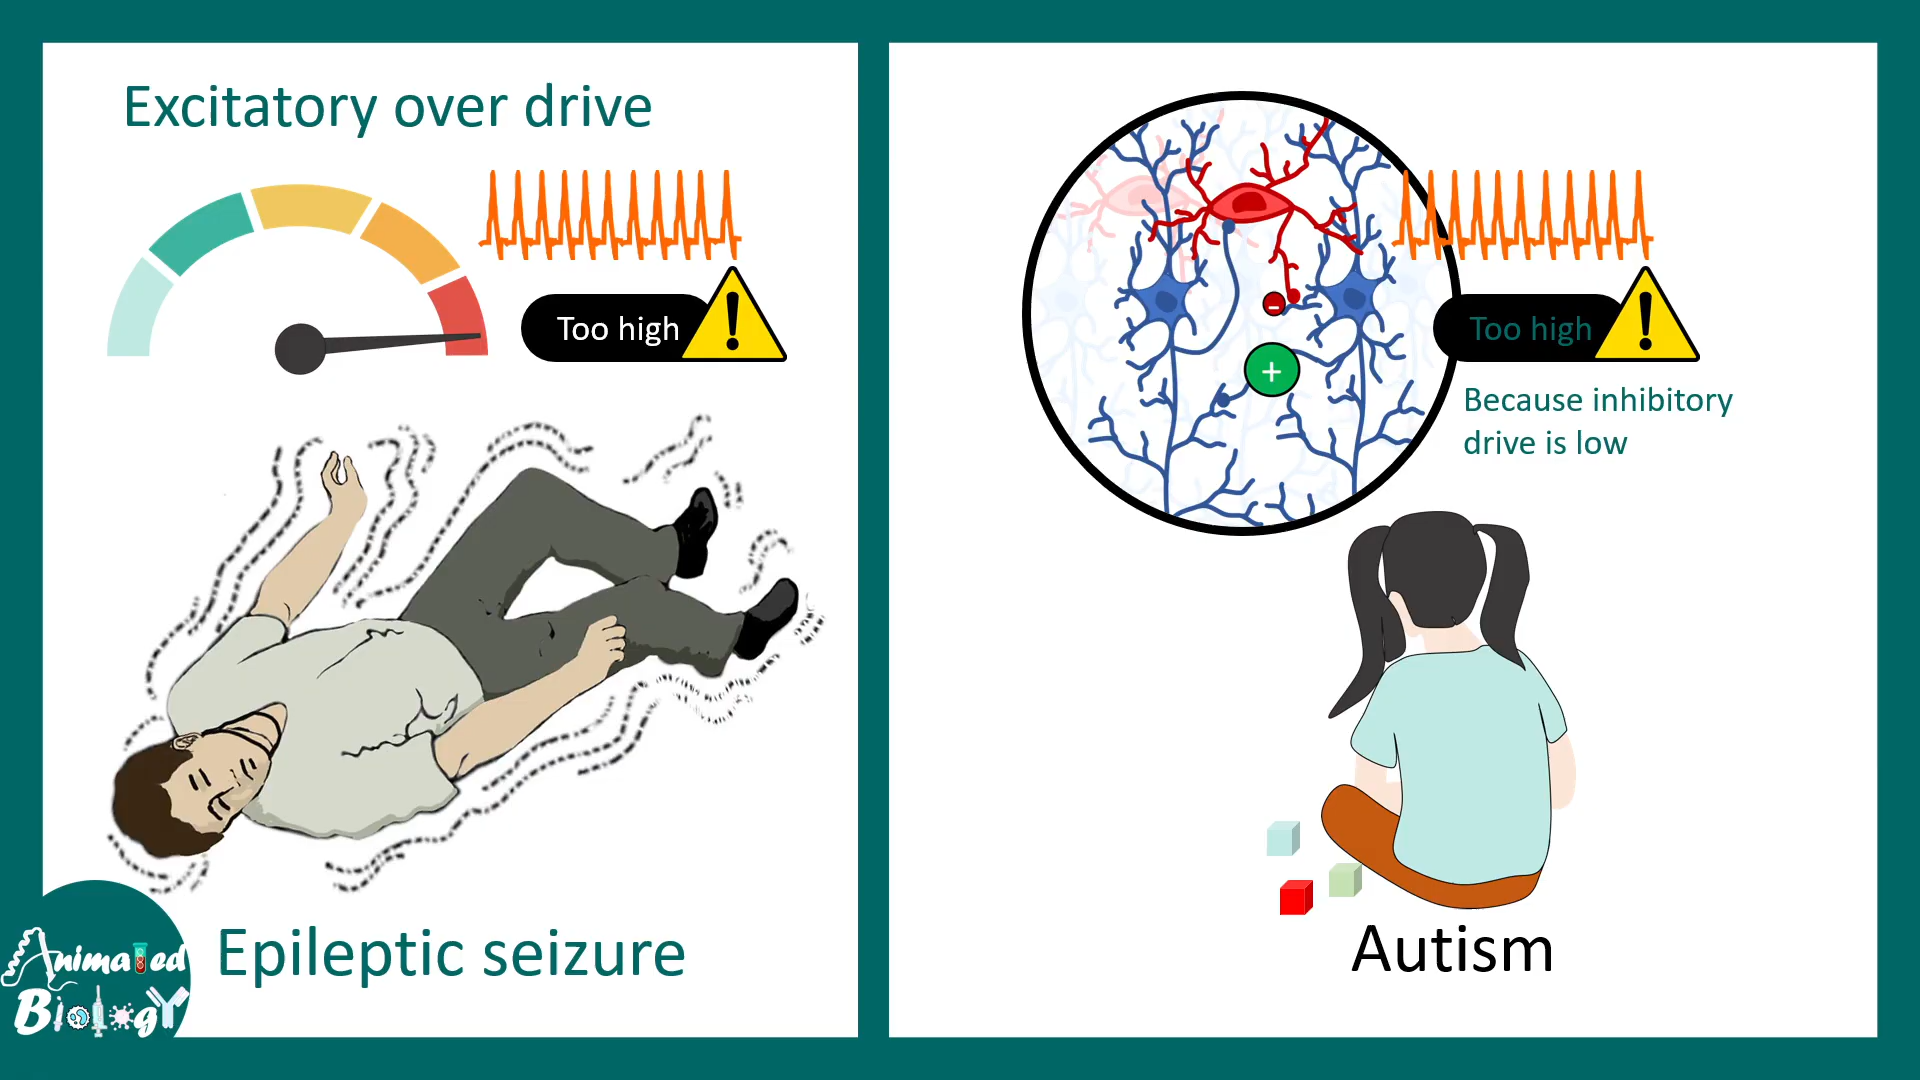 Excitatory over drive
Too high
Epileptic seizure
Animated
Biology
-
+
Too high
Because inhibitory
drive is low
Autism